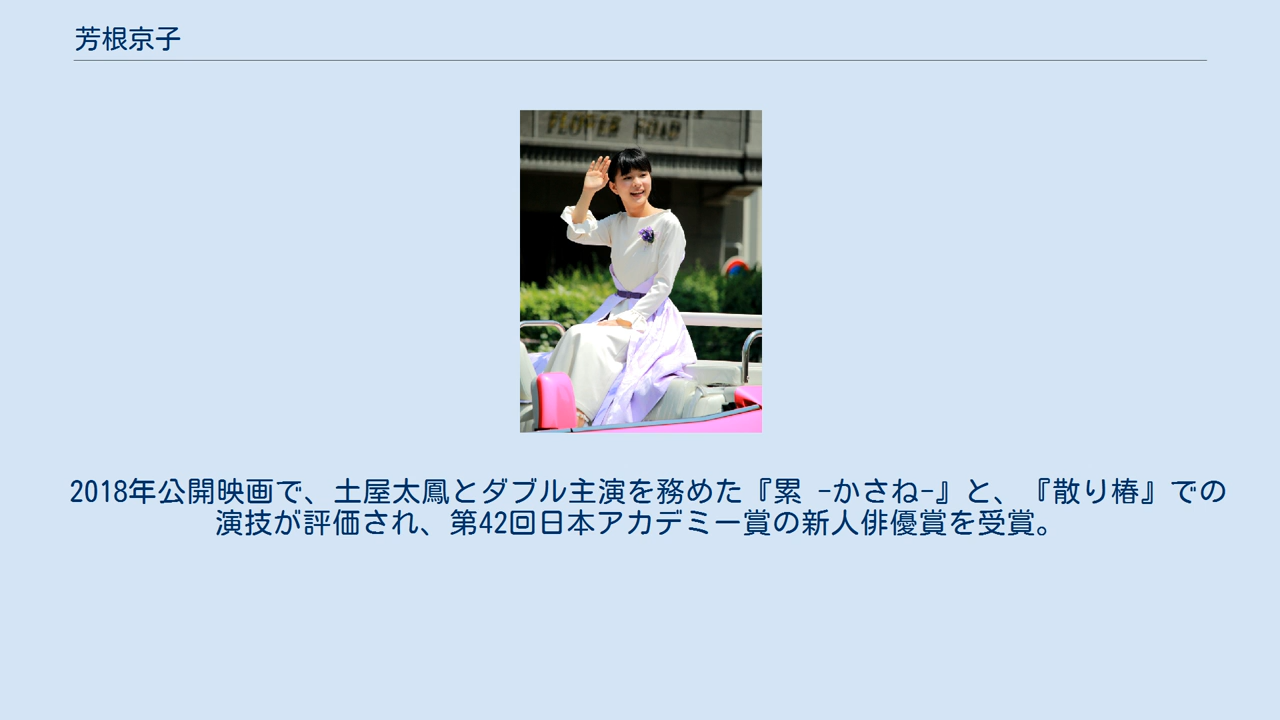 芳根京子
FLOWER ROAD
2018年公開映画で、土屋太鳳とダブル主演を務めた『累 -かさね-』と、『散り椿』での
演技が評価され、第42回日本アカデミー賞の新人俳優賞を受賞。